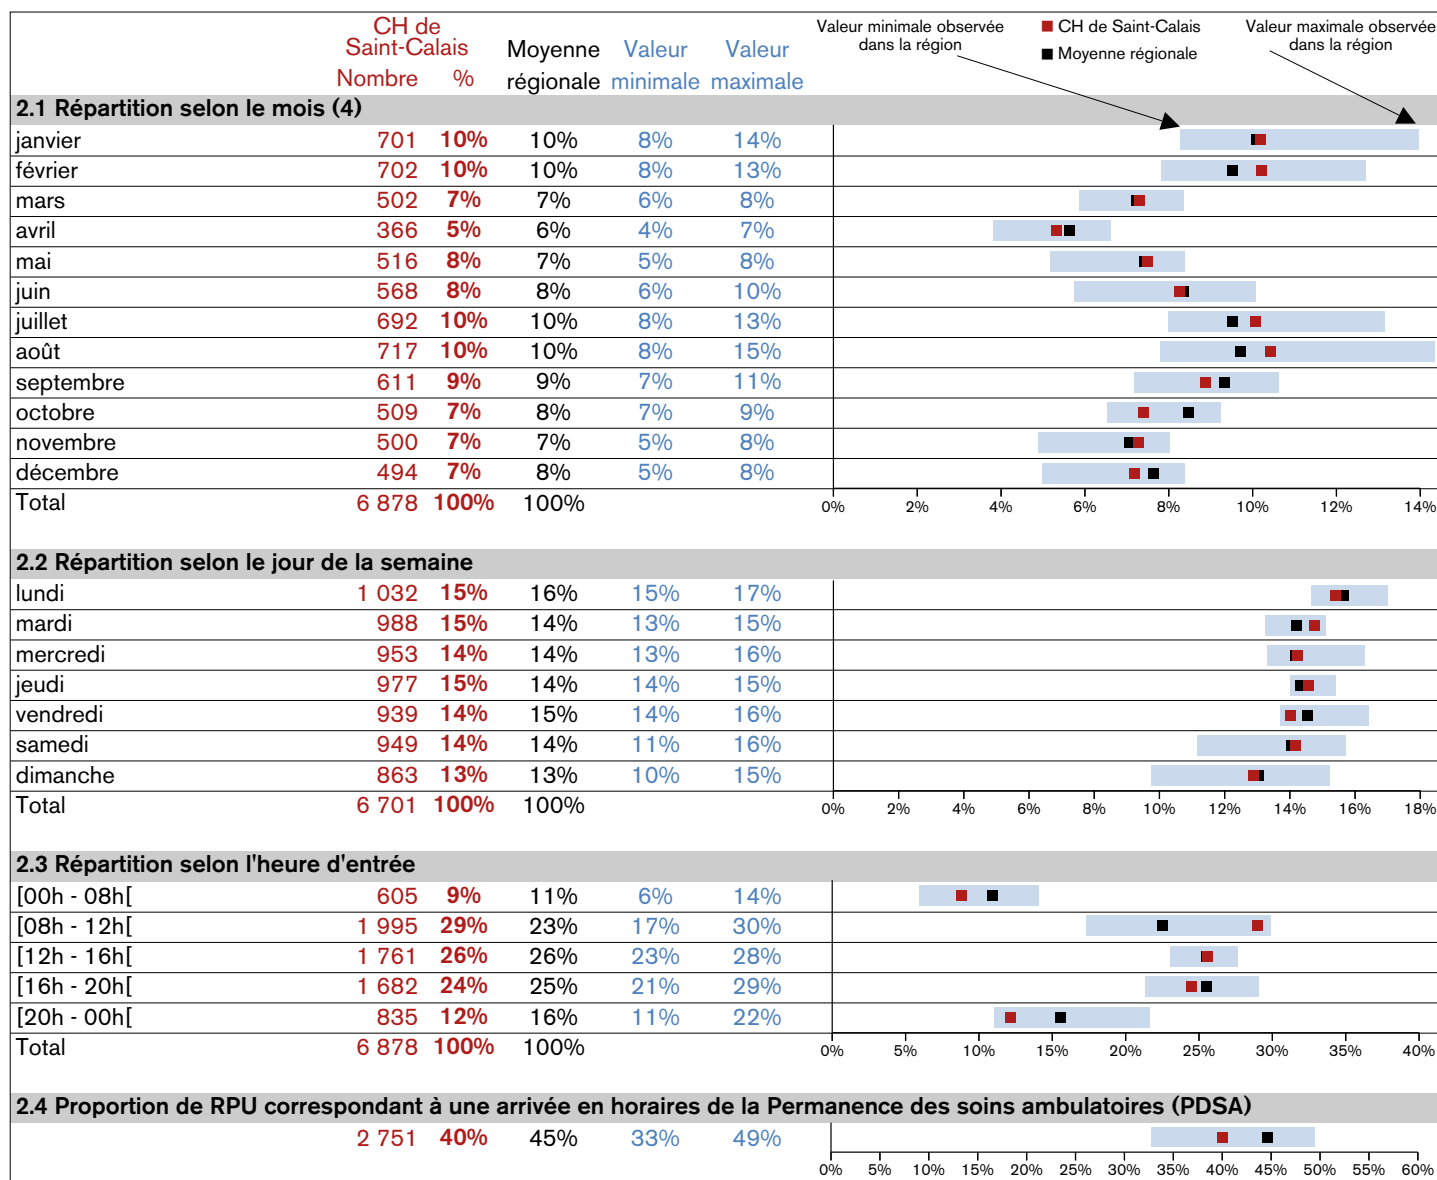 CH de Saint-Calais
Moyenne régionale
Valeur minimale
Valeur maximale
Nombre %
Valeur minimale observée dans la région
CH de Saint-Calais
Moyenne régionale
Valeur maximale observée dans la région
2.1 Répartition selon le mois (4)
janvier 701 10% 10% 8% 14%
février 702 10% 10% 8% 13%
mars 502 7% 7% 6% 8%
avril 366 5% 6% 4% 7%
mai 516 8% 7% 5% 8%
juin 568 8% 8% 6% 10%
juillet 692 10% 10% 8% 13%
août 717 10% 10% 8% 15%
septembre 611 9% 9% 7% 11%
octobre 509 7% 8% 7% 9%
novembre 500 7% 7% 5% 8%
décembre 494 7% 8% 5% 8%
Total 6 878 100% 100%
0% 2% 4% 6% 8% 10% 12% 14%
2.2 Répartition selon le jour de la semaine
lundi 1 032 15% 16% 15% 17%
mardi 988 15% 14% 13% 15%
mercredi 953 14% 14% 13% 16%
jeudi 977 15% 14% 14% 15%
vendredi 939 14% 15% 14% 16%
samedi 949 14% 14% 11% 16%
dimanche 863 13% 13% 10% 15%
Total 6 701 100% 100%
0% 2% 4% 6% 8% 10% 12% 14% 16% 18%
2.3 Répartition selon l'heure d'entrée
[00h - 08h[ 605 9% 11% 6% 14%
[08h - 12h[ 1 995 29% 23% 17% 30%
[12h - 16h[ 1 761 26% 26% 23% 28%
[16h - 20h[ 1 682 24% 25% 21% 29%
[20h - 00h[ 835 12% 16% 11% 22%
Total 6 878 100% 100%
0% 5% 10% 15% 20% 25% 30% 35% 40%
2.4 Proportion de RPU correspondant à une arrivée en horaires de la Permanence des soins ambulatoires (PDSA)
2 751 40% 45% 33% 49%
0% 5% 10% 15% 20% 25% 30% 35% 40% 45% 50% 55% 60%